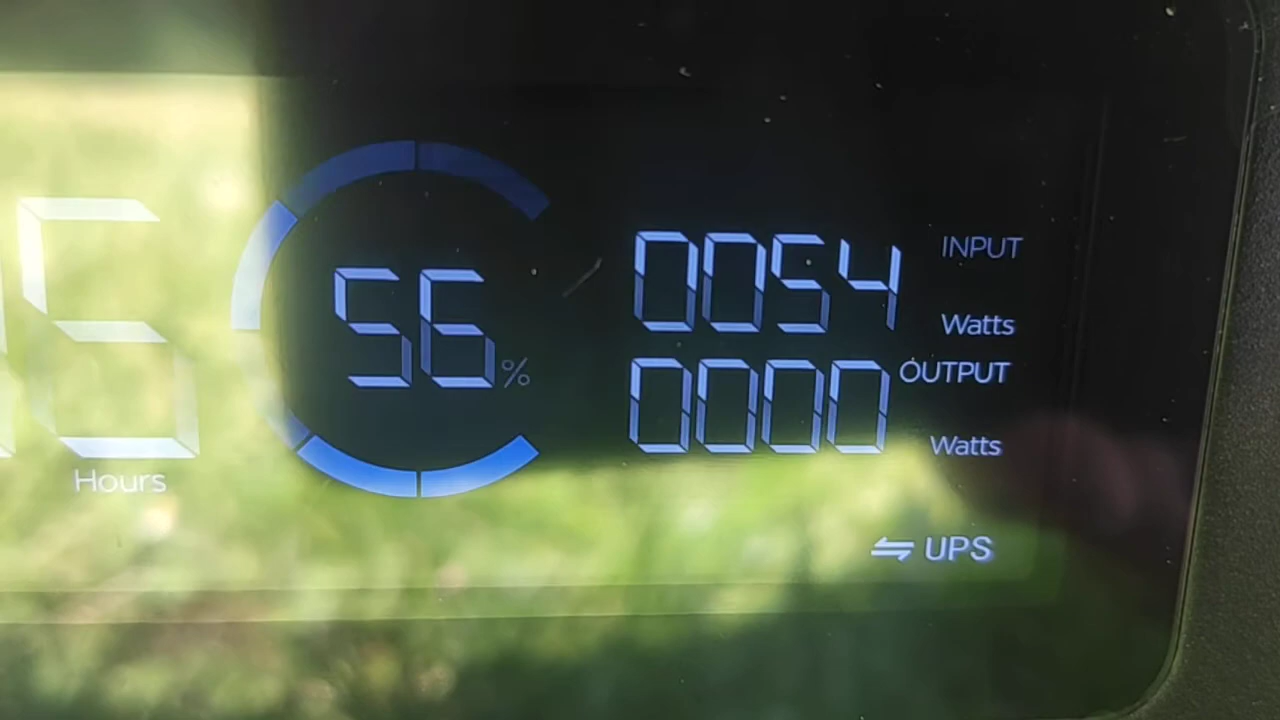 Hours
56%
0054 INPUT
Watts
0000 OUTPUT
Watts
⇌ UPS